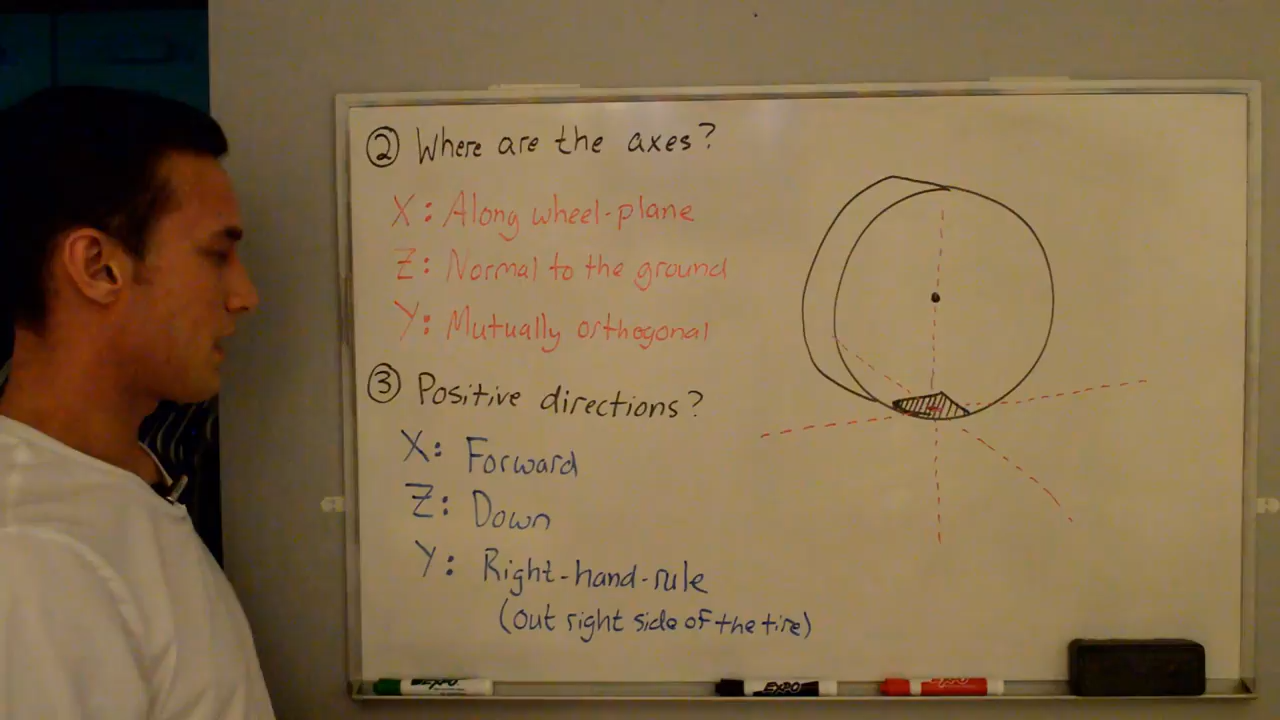 ② Where are the axes?
X: Along wheel-plane
Z: Normal to the ground
Y: Mutually orthogonal
③ Positive directions?
X: Forward
Z: Down
Y: Right-hand-rule
(out right side of the tire)
EXPO EXPO EXPO